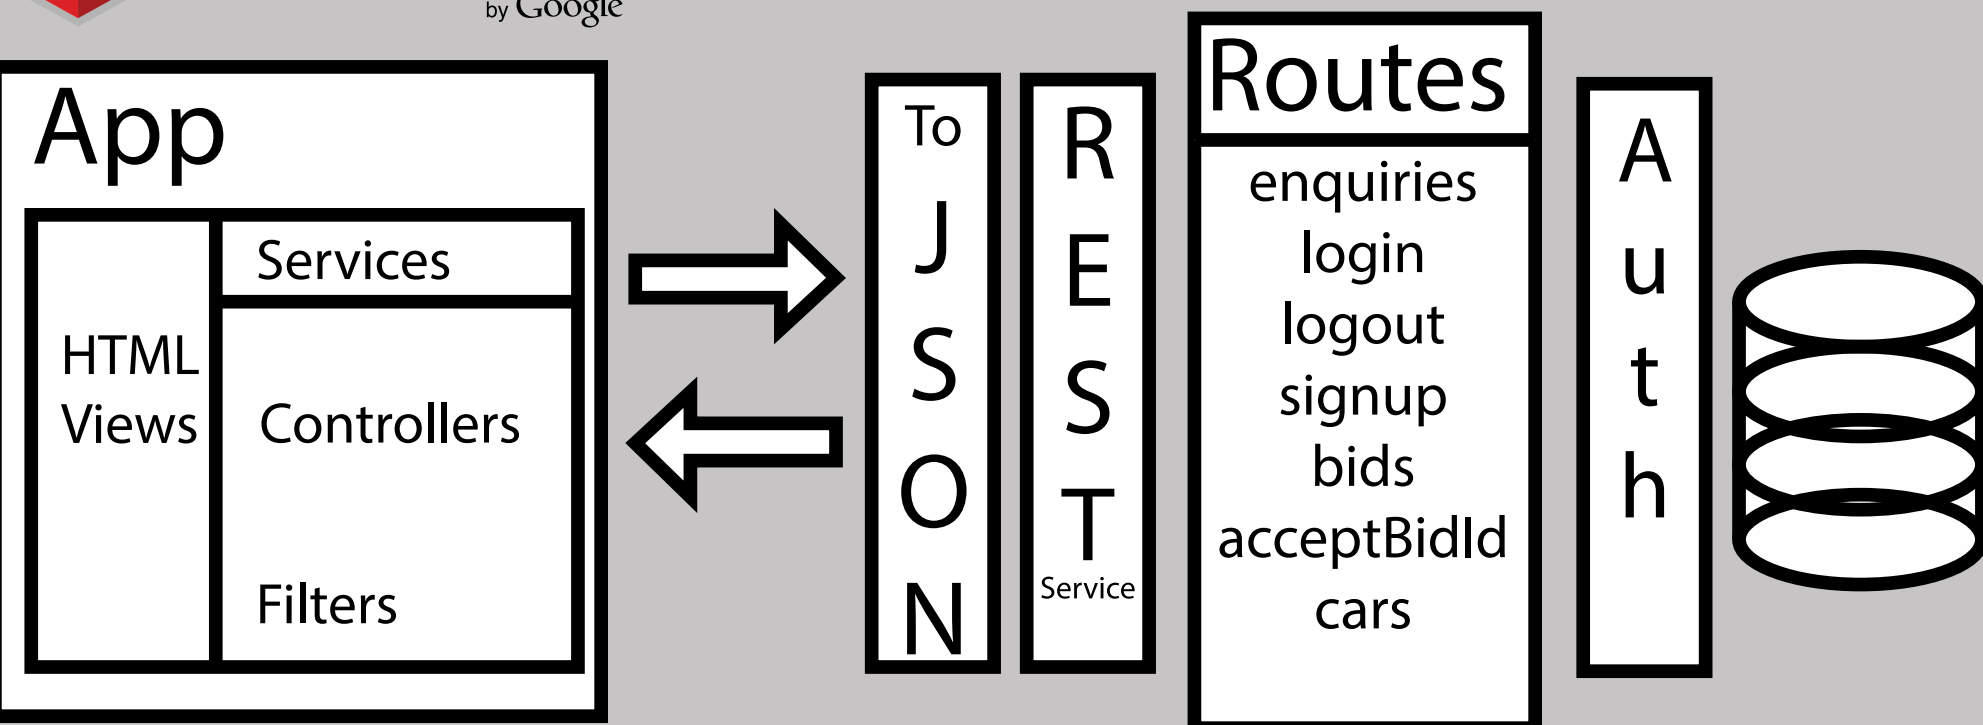 by Google
App
Services
HTML
Views
Controllers
Filters
To
J
S
O
N
R
E
S
T
Service
Routes
enquiries
login
logout
signup
bids
acceptBidId
cars
A
u
t
h